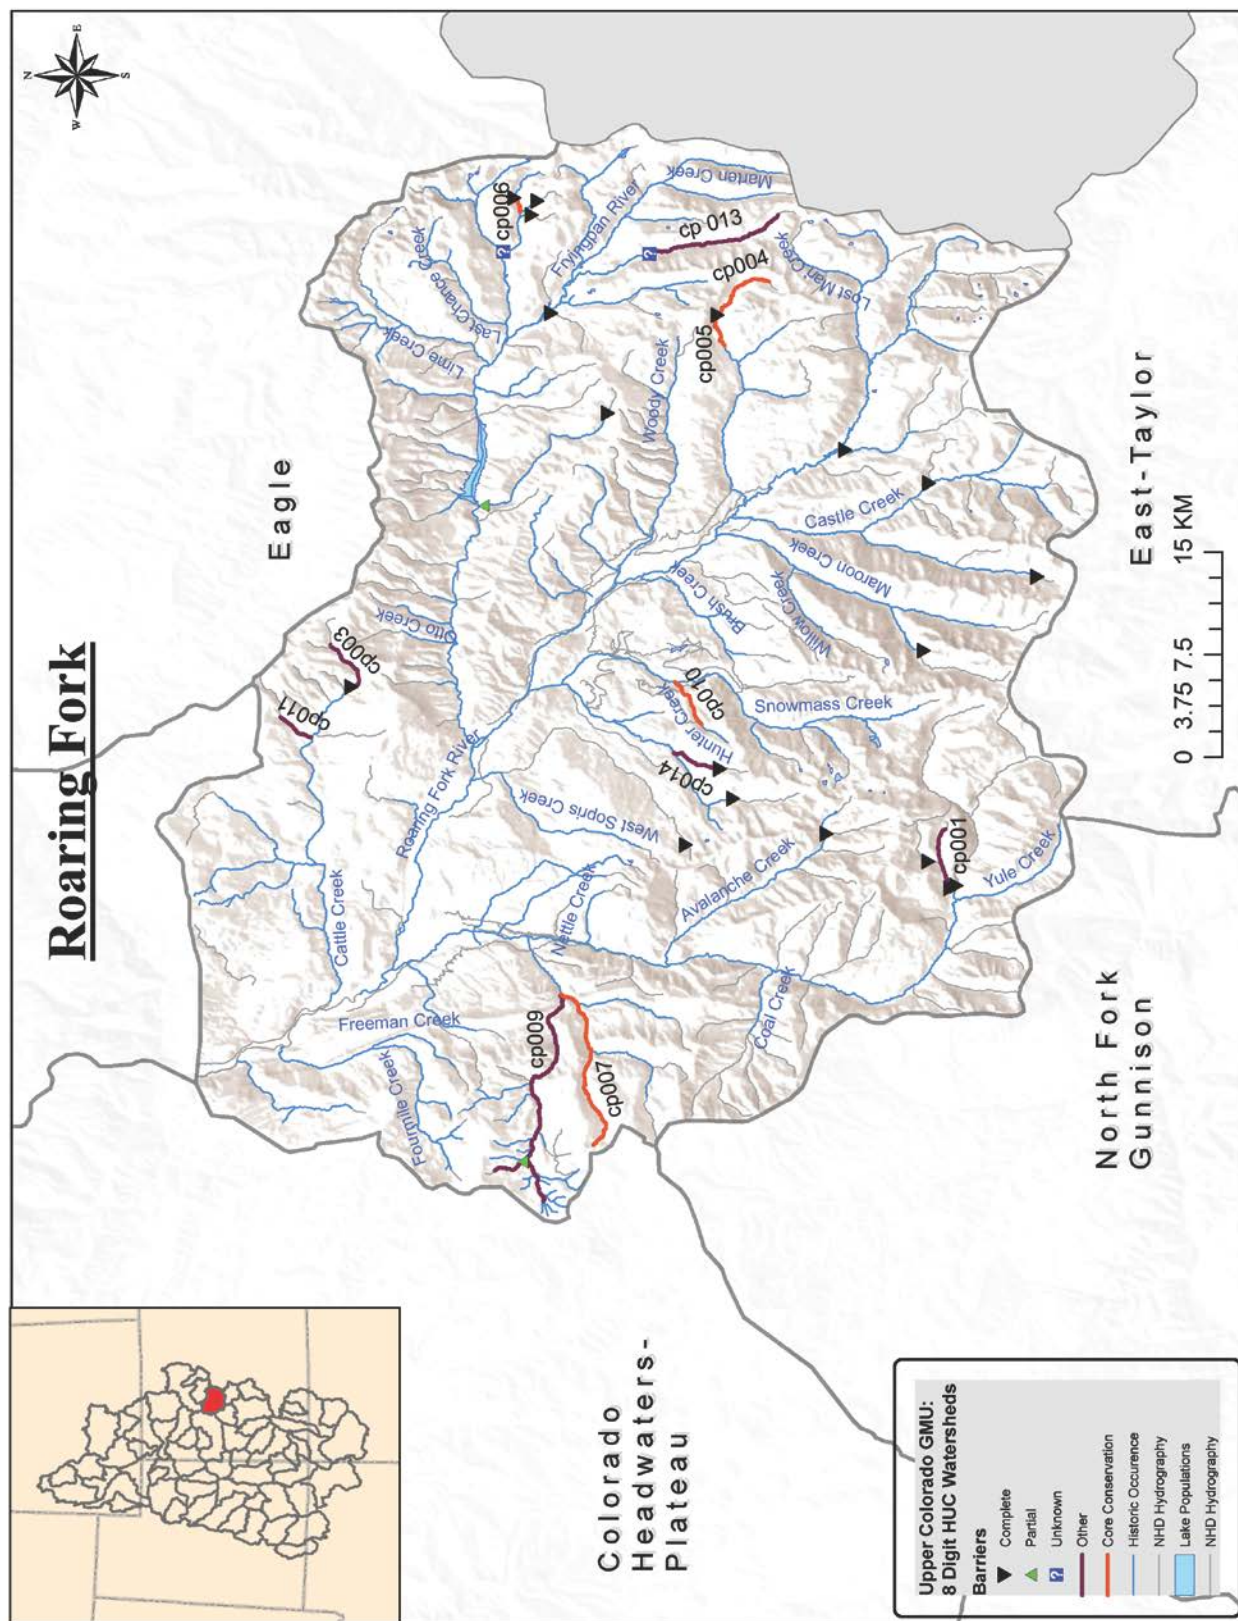 Roaring Fork
N
E
S
W
Eagle
East-Taylor
North Fork
Gunnison
Colorado
Headwaters-
Plateau
cp006
cp 013
cp004
cp005
cp003
cp011
cp010
cp014
cp001
cp009
cp007
Marten Creek
Fryingpan River
Last Chance Creek
Lime Creek
Lost Man Creek
Woody Creek
Castle Creek
Maroon Creek
Willow Creek
Brush Creek
Otto Creek
Snowmass Creek
Hunter Creek
Roaring Fork River
West Sopris Creek
Avalanche Creek
Yule Creek
Nettle Creek
Cattle Creek
Coal Creek
Freeman Creek
Fourmile Creek
0 3.75 7.5 15 KM
Upper Colorado GMU:
8 Digit HUC Watersheds
Barriers
Complete
Partial
? Unknown
Other
Core Conservation
Historic Occurence
NHD Hydrography
Lake Populations
NHD Hydrography
?
?